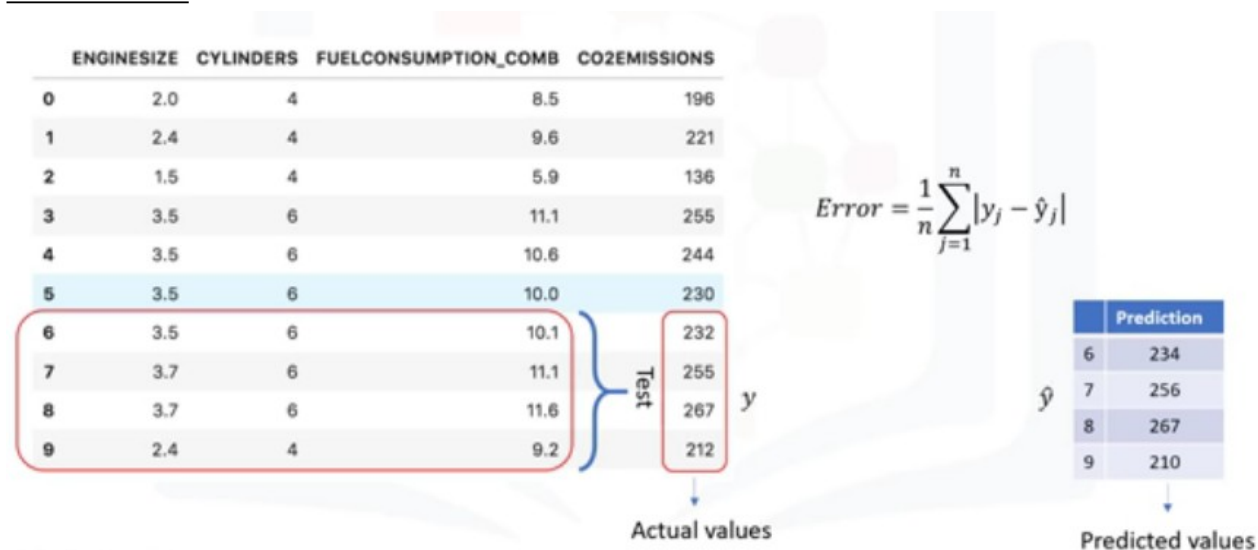 ENGINESIZE CYLINDERS FUELCONSUMPTION_COMB CO2EMISSIONS
0 2.0 4 8.5 196
1 2.4 4 9.6 221
2 1.5 4 5.9 136
3 3.5 6 11.1 255
4 3.5 6 10.6 244
5 3.5 6 10.0 230
6 3.5 6 10.1 232
7 3.7 6 11.1 255
8 3.7 6 11.6 267
9 2.4 4 9.2 212
Test
y
Actual values
Error = \frac{1}{n} \sum_{j=1}^{n} |y_j - ŷ_j|
ŷ
Prediction
6 234
7 256
8 267
9 210
Predicted values